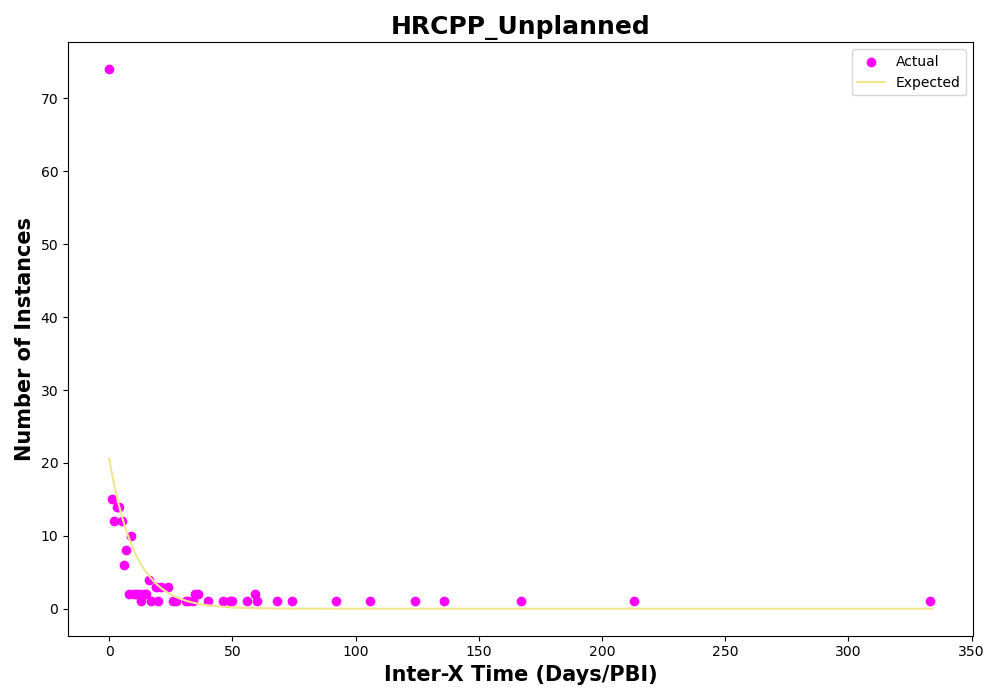 HRCPP_Unplanned
Actual
Expected
Number of Instances
70
60
50
40
30
20
10
0
0 50 100 150 200 250 300 350
Inter-X Time (Days/PBI)